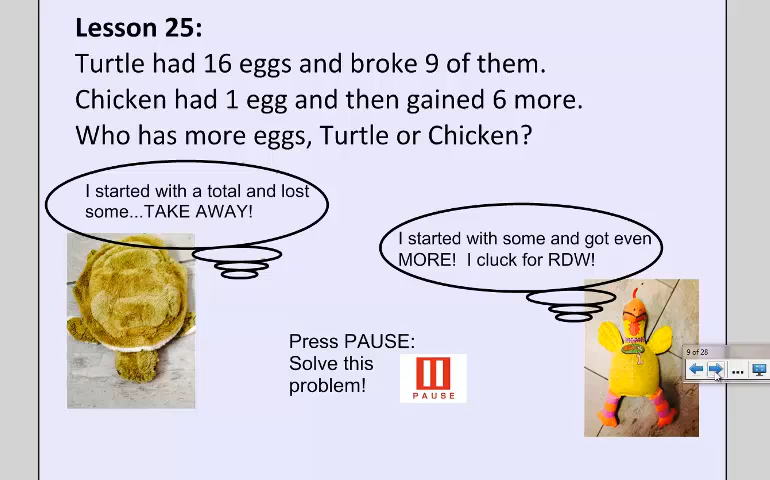 Lesson 25:
Turtle had 16 eggs and broke 9 of them.
Chicken had 1 egg and then gained 6 more.
Who has more eggs, Turtle or Chicken?
I started with a total and lost
some...TAKE AWAY!
I started with some and got even
MORE!  I cluck for RDW!
Press PAUSE:
Solve this
problem!
PAUSE
9 of 28
...